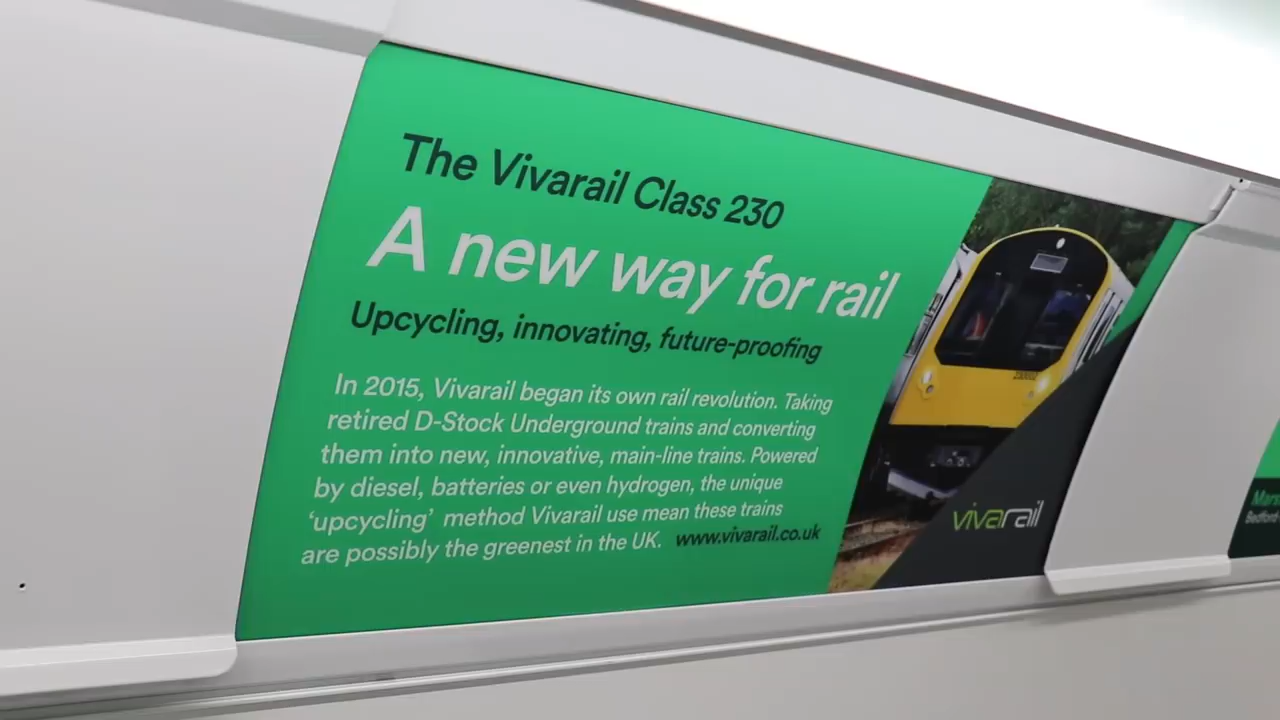 The Vivarail Class 230
A new way for rail
Upcycling, innovating, future-proofing
In 2015, Vivarail began its own rail revolution. Taking
retired D-Stock Underground trains and converting
them into new, innovative, main-line trains. Powered
by diesel, batteries or even hydrogen, the unique
‘upcycling’ method Vivarail use mean these trains
are possibly the greenest in the UK. www.vivarail.co.uk
vivarail